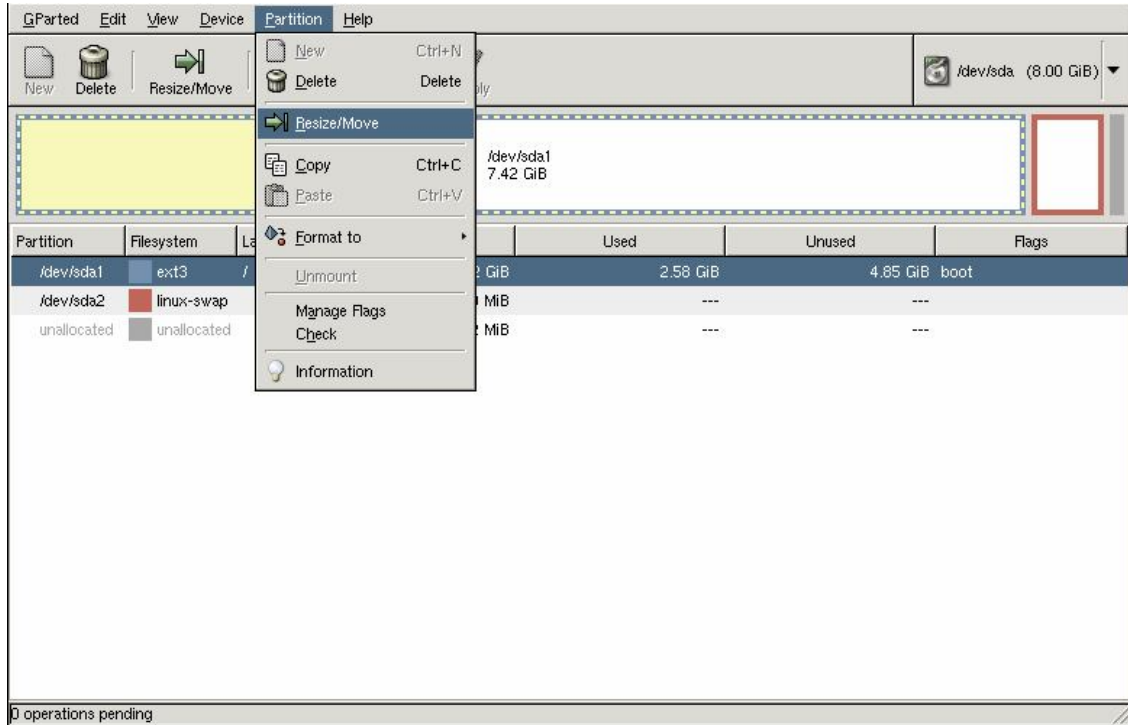 GParted Edit View Device Partition Help
New Delete Resize/Move
/dev/sda (8.00 GiB)
New Ctrl+N
Delete Delete
Resize/Move
Copy Ctrl+C
Paste Ctrl+V
Format to
Unmount
Manage Flags
Check
Information
/dev/sda1
7.42 GiB
Partition Filesystem Used Unused Flags
/dev/sda1 ext3 / GiB 2.58 GiB 4.85 GiB boot
/dev/sda2 linux-swap MiB --- ---
unallocated unallocated MiB --- ---
0 operations pending